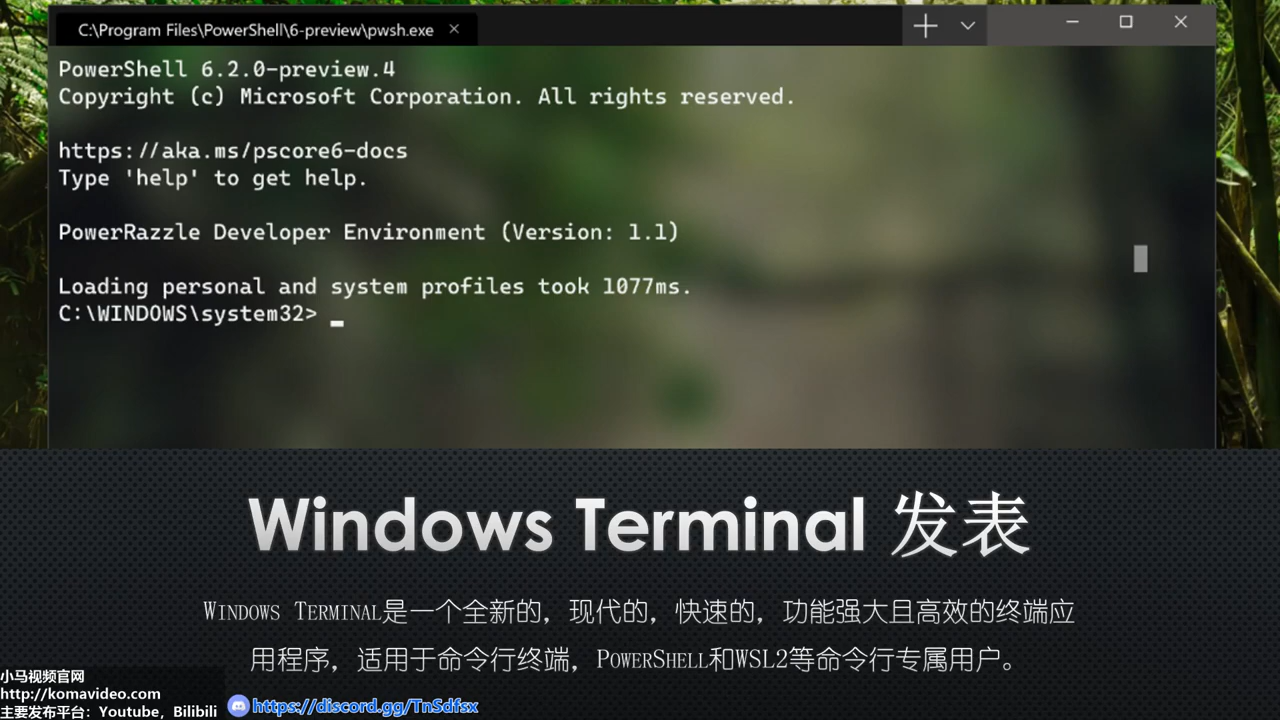 C:\Program Files\PowerShell\6-preview\pwsh.exe
PowerShell 6.2.0-preview.4
Copyright (c) Microsoft Corporation. All rights reserved.
https://aka.ms/pscore6-docs
Type 'help' to get help.
PowerRazzle Developer Environment (Version: 1.1)
Loading personal and system profiles took 1077ms.
C:\WINDOWS\system32>
Windows Terminal 发表
WINDOWS TERMINAL是一个全新的，现代的，快速的，功能强大且高效的终端应
用程序，适用于命令行终端，POWERSHELL和WSL2等命令行专属用户。
小马视频官网
http://komavideo.com
主要发布平台：Youtube，Bilibili
https://discord.gg/TnSdfsx